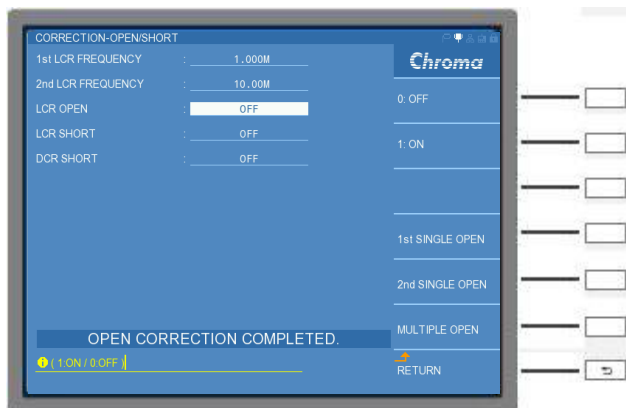 CORRECTION-OPEN/SHORT
Chroma
1st LCR FREQUENCY : 1.000M
2nd LCR FREQUENCY : 10.00M
LCR OPEN : OFF
LCR SHORT : OFF
DCR SHORT : OFF
0: OFF
1: ON
1st SINGLE OPEN
2nd SINGLE OPEN
MULTIPLE OPEN
RETURN
OPEN CORRECTION COMPLETED.
( 1:ON / 0:OFF )